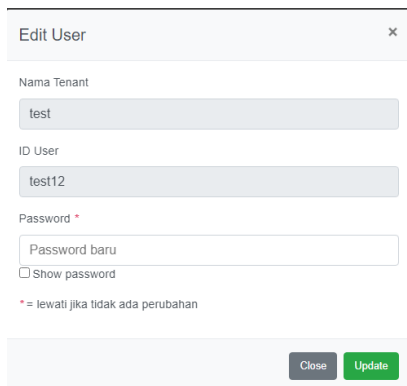 Edit User ×
Nama Tenant
test
ID User
test12
Password *
Password baru
Show password
* = lewati jika tidak ada perubahan
Close Update